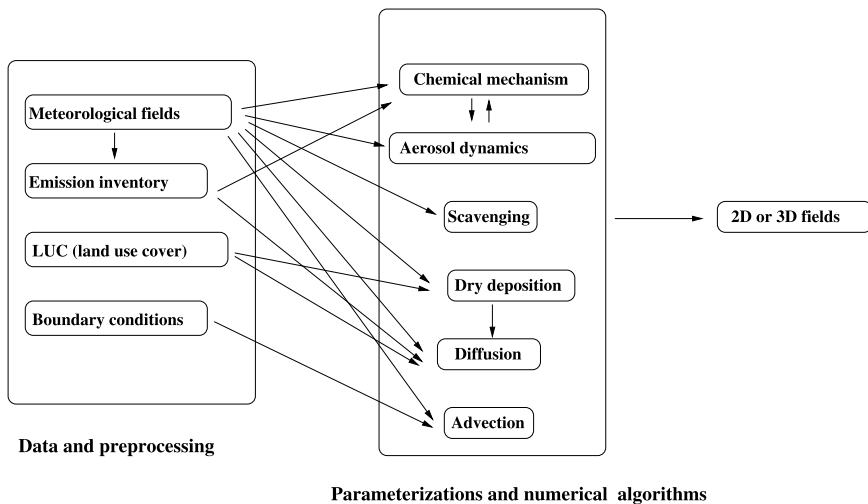 Meteorological fields
Emission inventory
LUC (land use cover)
Boundary conditions
Data and preprocessing
Chemical mechanism
Aerosol dynamics
Scavenging
Dry deposition
Diffusion
Advection
Parameterizations and numerical algorithms
2D or 3D fields